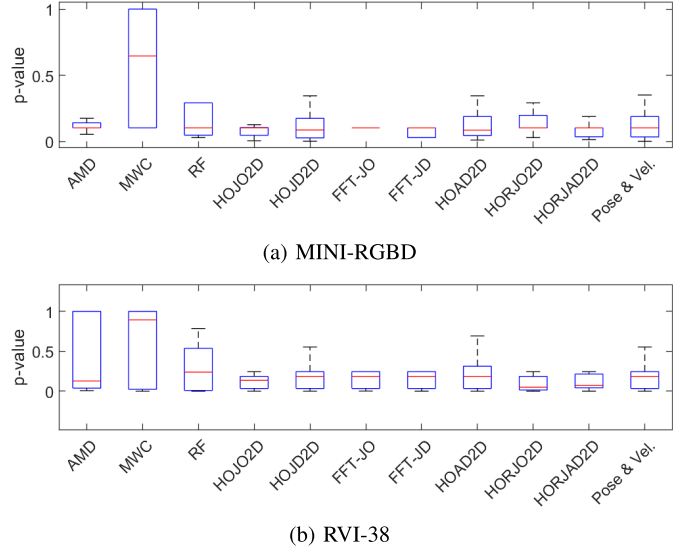 1
0.5
0
p-value
AMD
MWC
RF
HOJO2D
HOJD2D
FFT-JO
FFT-JD
HOAD2D
HORJO2D
HORJAD2D
Pose & Vel.
(a) MINI-RGBD
1
0.5
0
p-value
AMD
MWC
RF
HOJO2D
HOJD2D
FFT-JO
FFT-JD
HOAD2D
HORJO2D
HORJAD2D
Pose & Vel.
(b) RVI-38